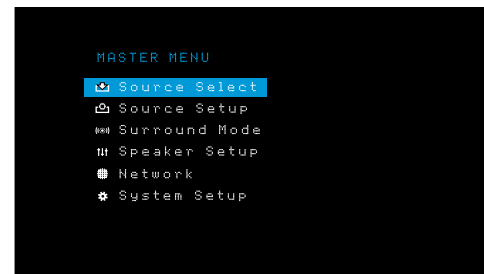 MASTER MENU
Source Select
Source Setup
Surround Mode
Speaker Setup
Network
System Setup